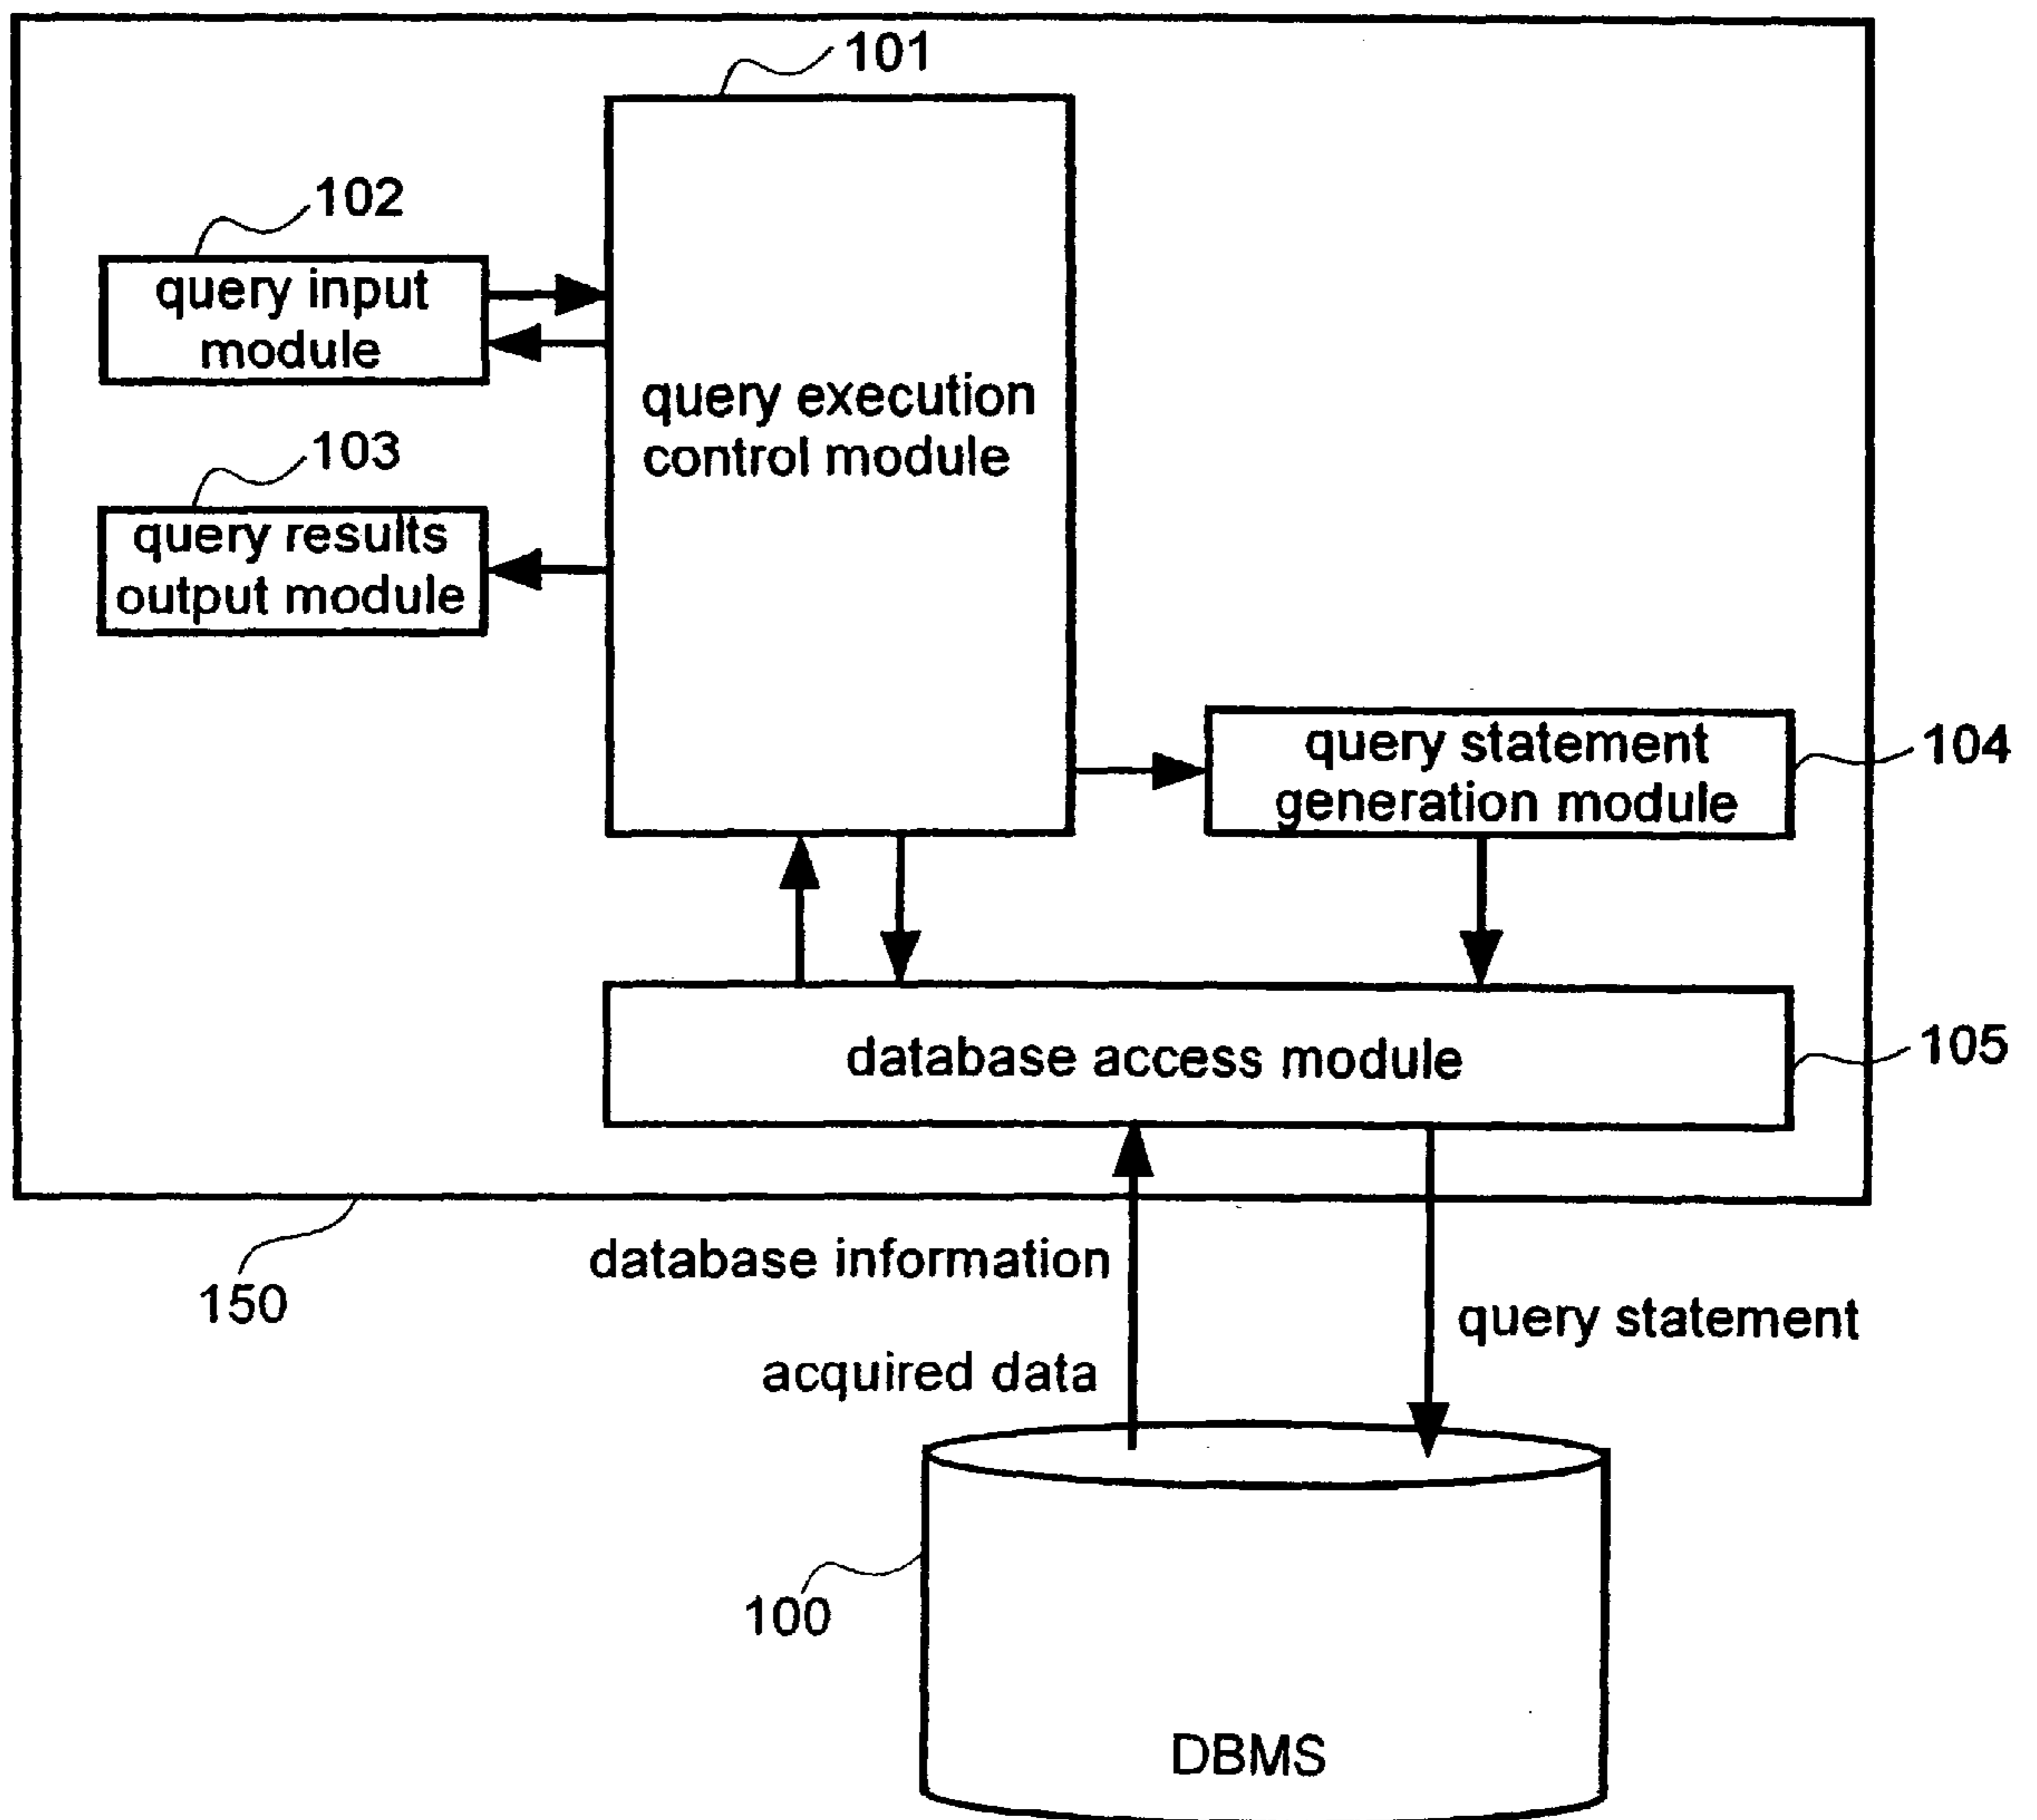 101
102
query input
module
query execution
control module
103
query results
output module
query statement
generation module
104
database access module
105
database information
150
query statement
acquired data
100
DBMS